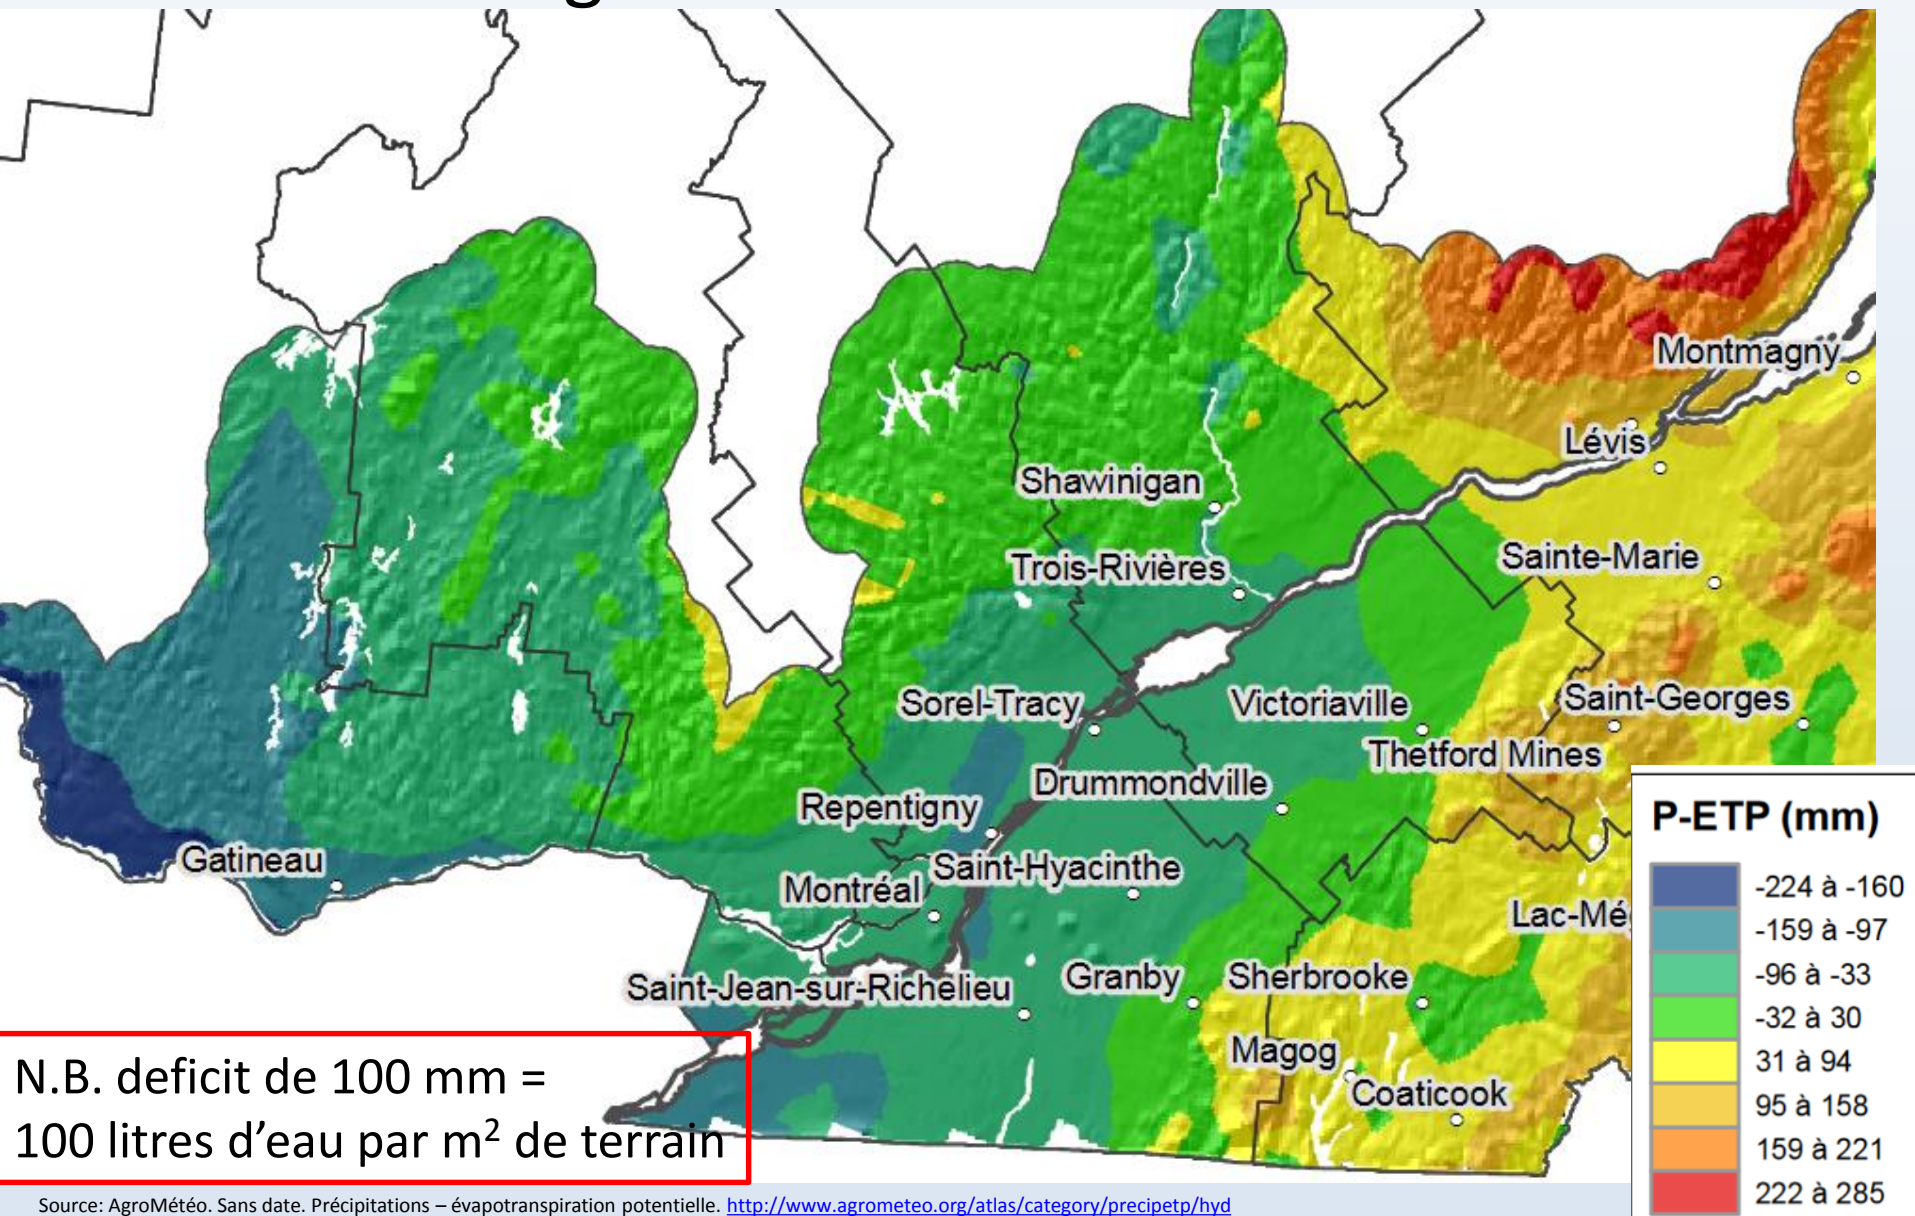 Montmagny
Lévis
Shawinigan
Sainte-Marie
Trois-Rivières
Sorel-Tracy
Victoriaville
Saint-Georges
Thetford Mines
Drummondville
Repentigny
P-ETP (mm)
Gatineau
Saint-Hyacinthe
Montréal
-224 à -160
Lac-Mé
-159 à -97
Saint-Jean-sur-Richelieu
Granby
Sherbrooke
-96 à -33
-32 à 30
Magog
31 à 94
Coaticook
95 à 158
159 à 221
222 à 285
N.B. deficit de 100 mm =
100 litres d’eau par m² de terrain
Source: AgroMétéo. Sans date. Précipitations – évapotranspiration potentielle. http://www.agrometeo.org/atlas/category/precipetp/hyd